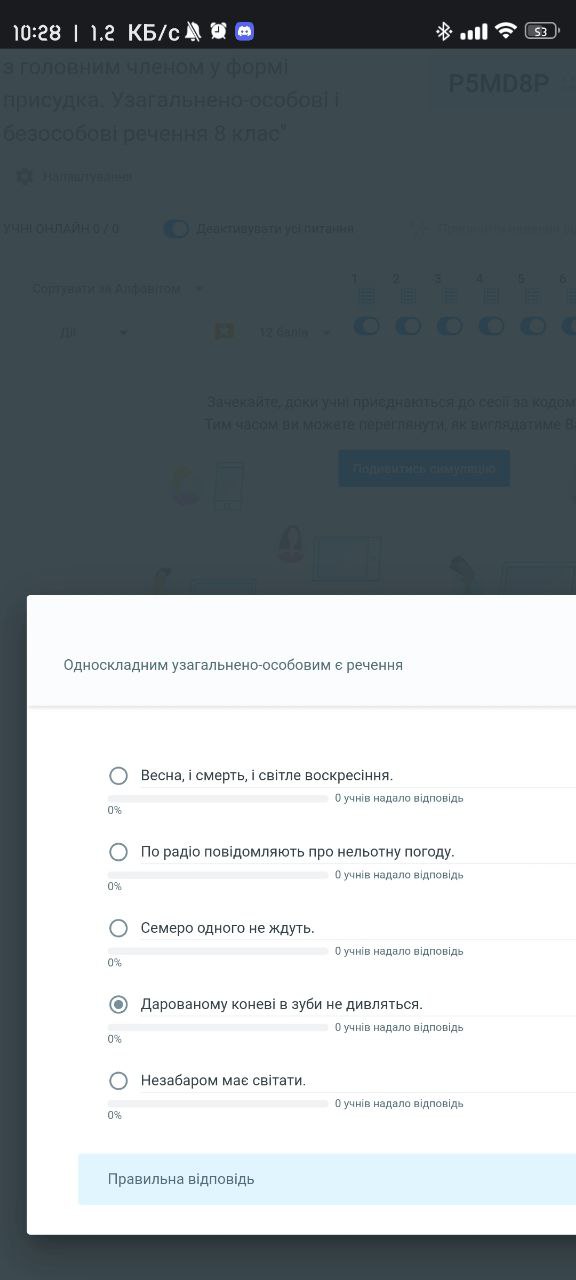 10:28 | 1.2 КБ/с
53
з головним членом у формі
P5MD8P
присудка. Узагальнено-особові і
безособові речення 8 клас"
Налаштування
УЧНІ ОНЛАЙН 0 / 0 Деактивувати усі питання
Сортувати за Алфавітом
1 2 3 4 5 6
Дії 12 балів
Зачекайте, доки учні приєднаються до сесії за кодом
Тим часом ви можете переглянути, як виглядатиме
Подивитись симуляцію
Односкладним узагальнено-особовим є речення
Весна, і смерть, і світле воскресіння.
0 учнів надало відповідь
0%
По радіо повідомляють про нельотну погоду.
0 учнів надало відповідь
0%
Семеро одного не ждуть.
0 учнів надало відповідь
0%
Дарованому коневі в зуби не дивляться.
0 учнів надало відповідь
0%
Незабаром має світати.
0 учнів надало відповідь
0%
Правильна відповідь